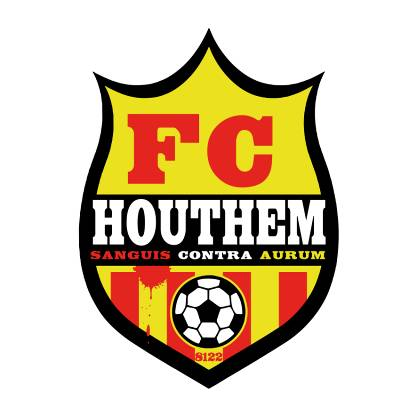 FC
HOUTHEM
SANGUIS CONTRA AURUM
8122